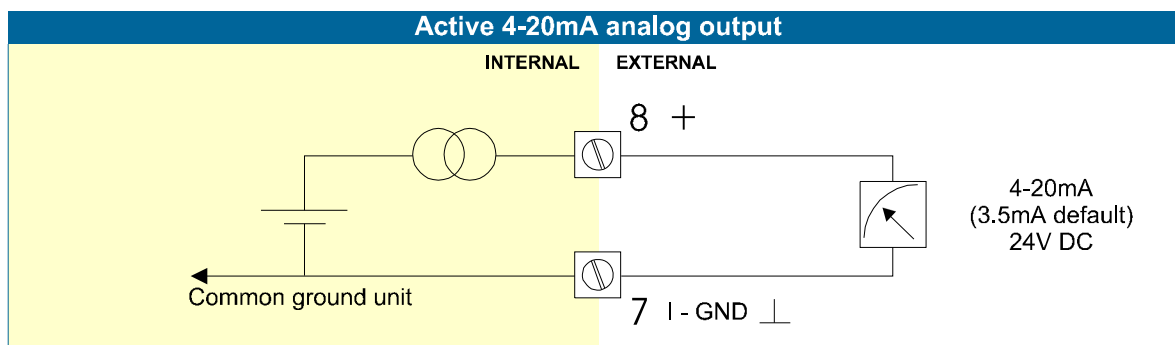 Active 4-20mA analog output
INTERNAL EXTERNAL
8 +
4-20mA
(3.5mA default)
24V DC
Common ground unit
7 I - GND ⊥